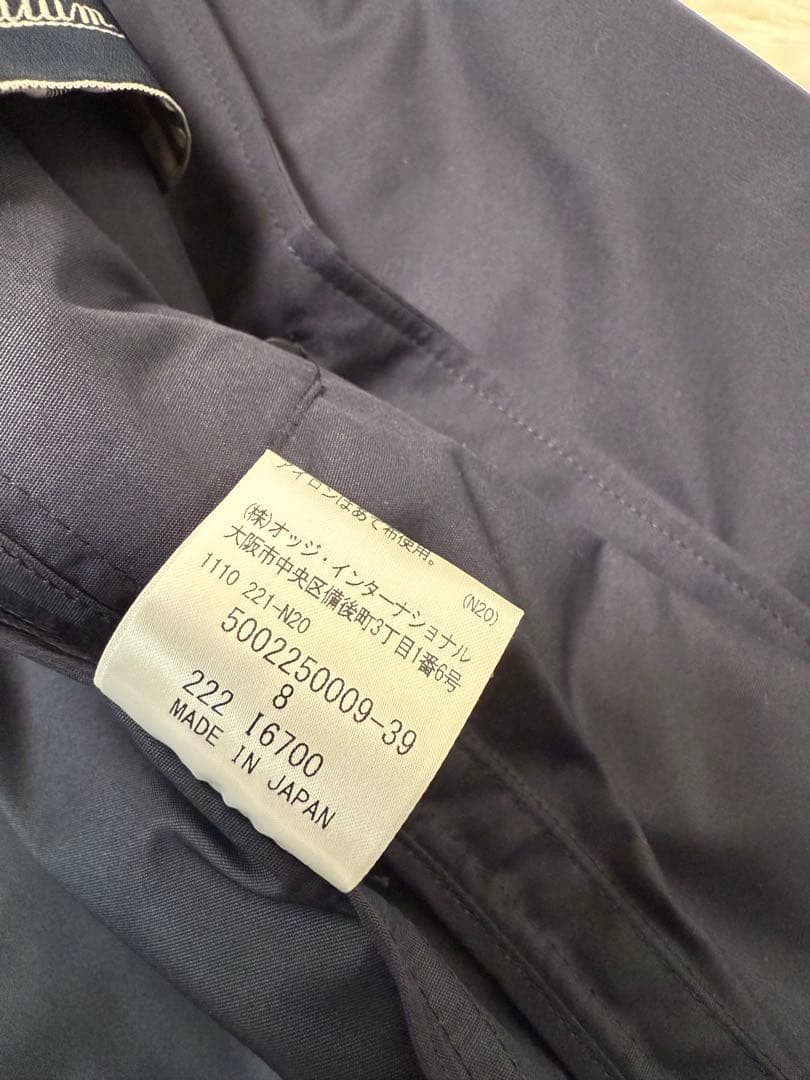 アイロンはあて布使用。
(N20)
(株)オッジ・インターナショナル
大阪市中央区備後町3丁目1番6号
1110 221-N20
5002250009-39
8
222 I6700
MADE IN JAPAN